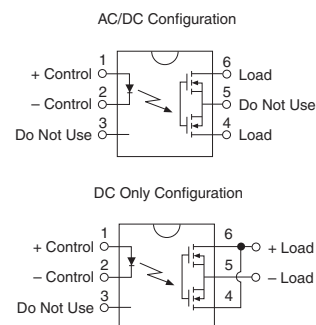 AC/DC Configuration
1 6
+ Control Load
2 5
– Control Do Not Use
3 4
Do Not Use Load
DC Only Configuration
1 6
+ Control + Load
2 5
– Control – Load
3 4
Do Not Use